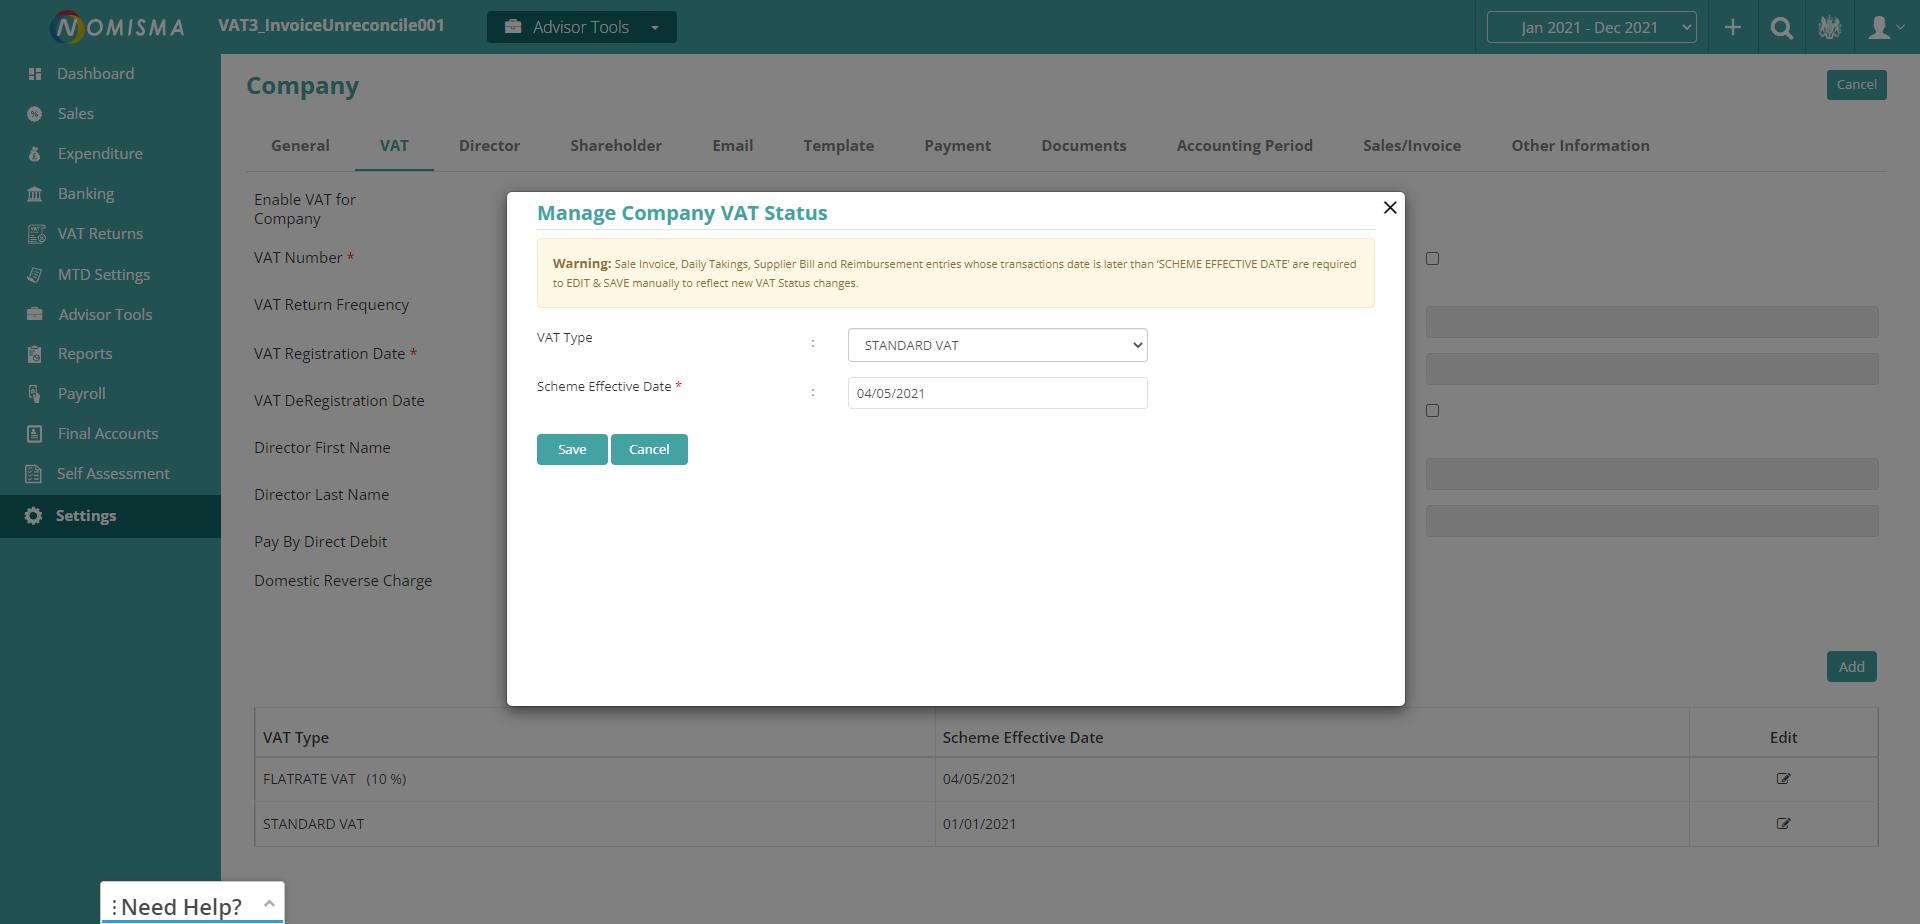 NOMISMA
VAT3_InvoiceUnreconcile001
Advisor Tools
Jan 2021 - Dec 2021
Dashboard
Sales
Expenditure
Banking
VAT Returns
MTD Settings
Advisor Tools
Reports
Payroll
Final Accounts
Self Assessment
Settings
Company
Cancel
General VAT Director Shareholder Email Template Payment Documents Accounting Period Sales/Invoice Other Information
Enable VAT for
Company
VAT Number *
VAT Return Frequency
VAT Registration Date *
VAT DeRegistration Date
Director First Name
Director Last Name
Pay By Direct Debit
Domestic Reverse Charge
Manage Company VAT Status
Warning: Sale Invoice, Daily Takings, Supplier Bill and Reimbursement entries whose transactions date is later than ‘SCHEME EFFECTIVE DATE’ are required
to EDIT & SAVE manually to reflect new VAT Status changes.
VAT Type : STANDARD VAT
Scheme Effective Date * : 04/05/2021
Save Cancel
Add
VAT Type Scheme Effective Date Edit
FLATRATE VAT (10 %) 04/05/2021
STANDARD VAT 01/01/2021
Need Help?